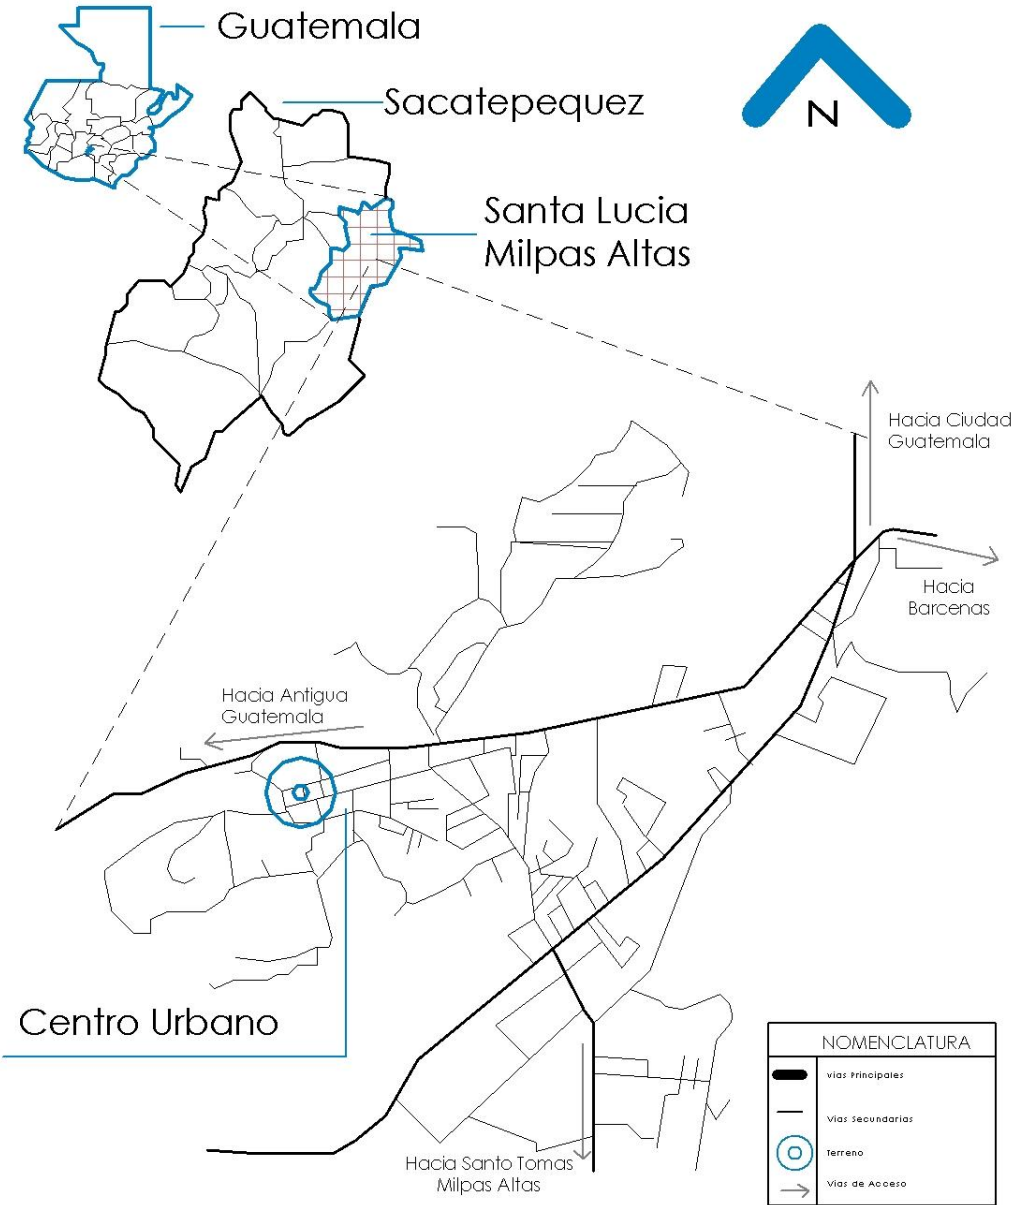 Guatemala
N
Sacatepequez
Santa Lucia
Milpas Altas
Hacia Ciudad
Guatemala
Hacia
Barcenas
Hacia Antigua
Guatemala
Centro Urbano
Hacia Santo Tomas
Milpas Altas
NOMENCLATURA
Vias Principales
Vias Secundarias
Terreno
Vias de Acceso